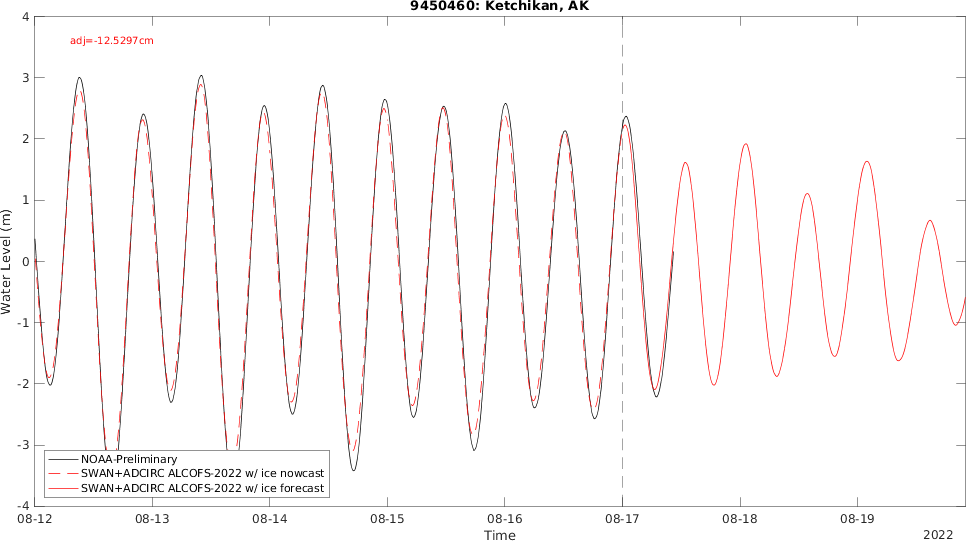 9450460: Ketchikan, AK
adj=-12.5297cm
4
3
2
1
0
-1
-2
-3
-4
Water Level (m)
NOAA-Preliminary
SWAN+ADCIRC ALCOFS-2022 w/ ice nowcast
SWAN+ADCIRC ALCOFS-2022 w/ ice forecast
08-12 08-13 08-14 08-15 08-16 08-17 08-18 08-19
Time
2022